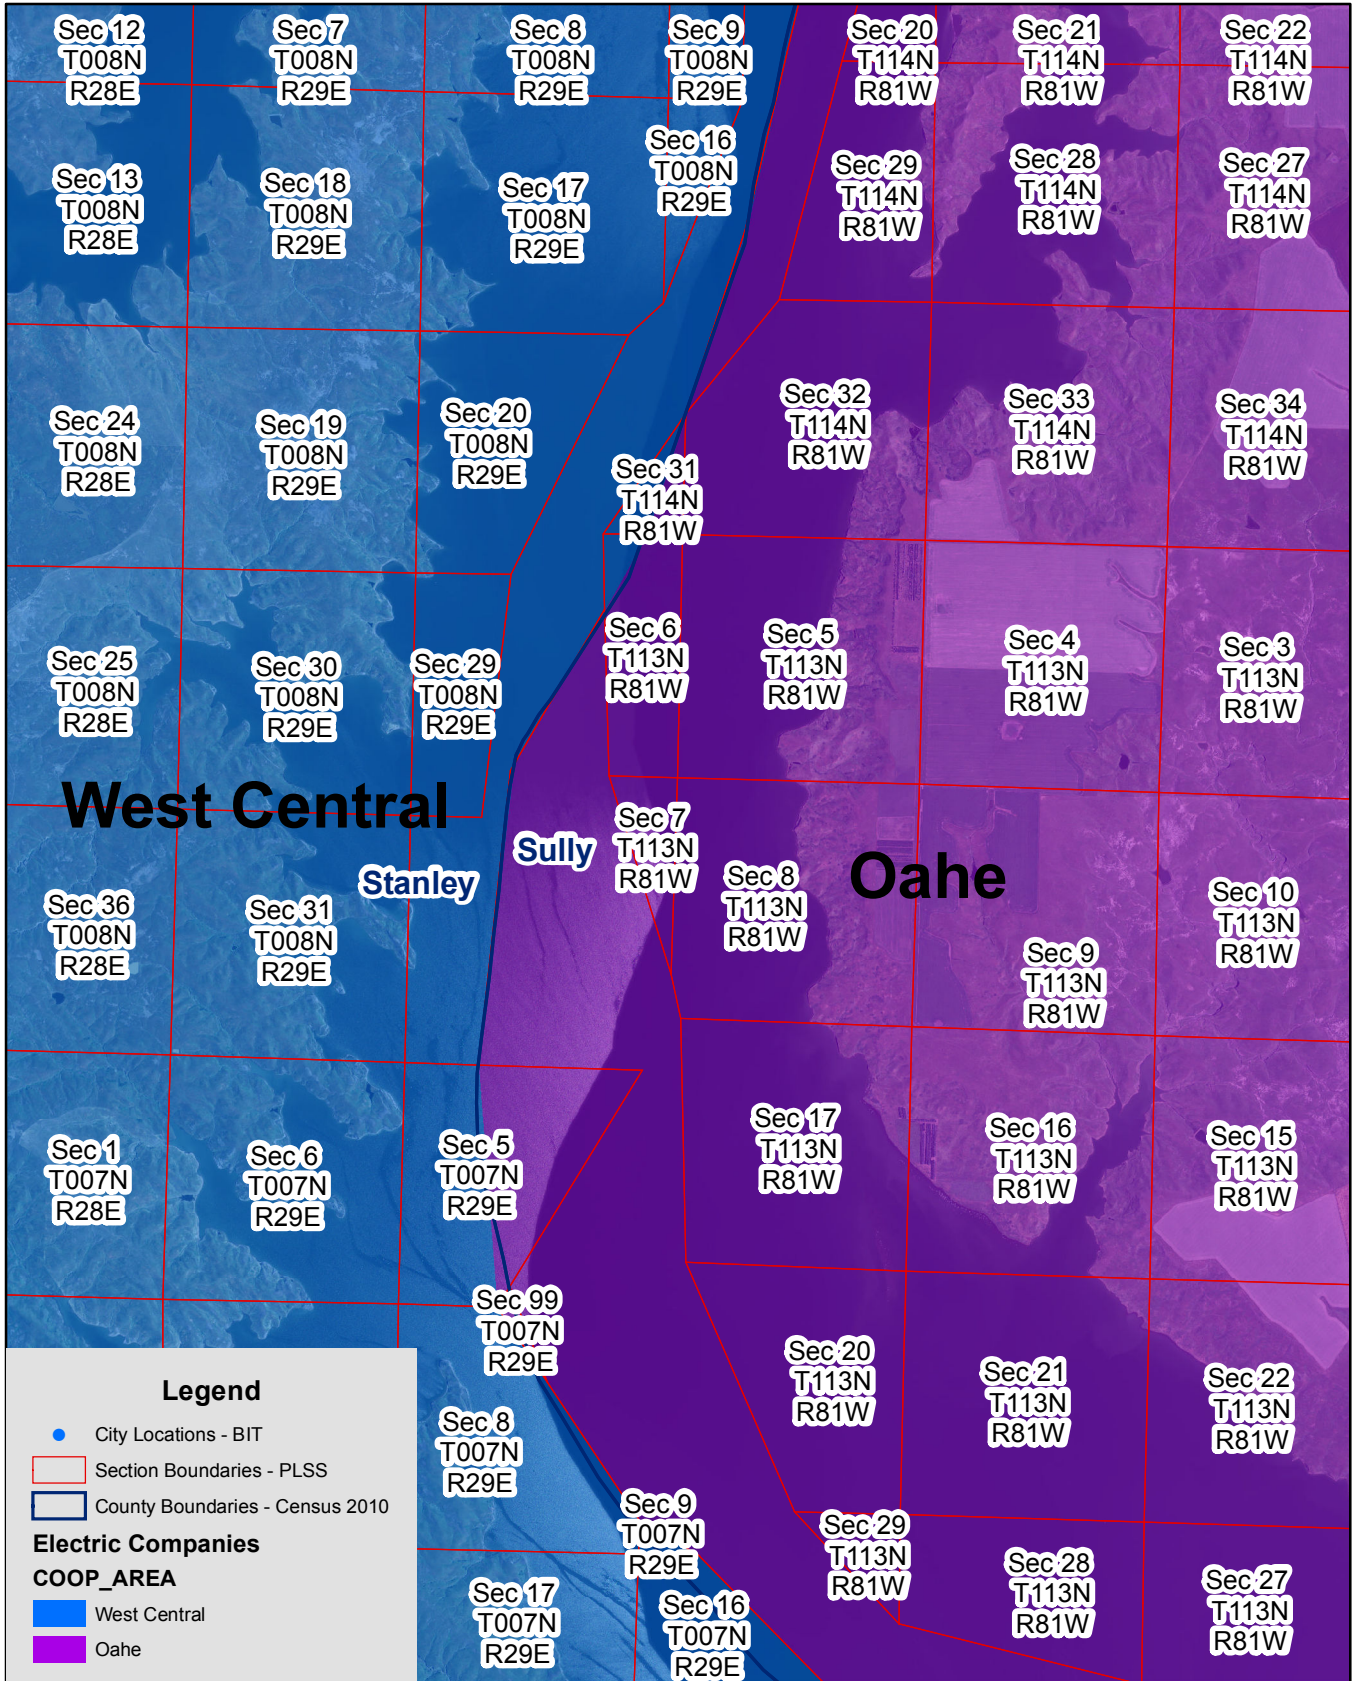 Sec 12
T008N
R28E
Sec 7
T008N
R29E
Sec 8
T008N
R29E
Sec 9
T008N
R29E
Sec 20
T114N
R81W
Sec 21
T114N
R81W
Sec 22
T114N
R81W
Sec 13
T008N
R28E
Sec 18
T008N
R29E
Sec 17
T008N
R29E
Sec 16
T008N
R29E
Sec 29
T114N
R81W
Sec 28
T114N
R81W
Sec 27
T114N
R81W
Sec 24
T008N
R28E
Sec 19
T008N
R29E
Sec 20
T008N
R29E
Sec 31
T114N
R81W
Sec 32
T114N
R81W
Sec 33
T114N
R81W
Sec 34
T114N
R81W
Sec 25
T008N
R28E
Sec 30
T008N
R29E
Sec 29
T008N
R29E
Sec 6
T113N
R81W
Sec 5
T113N
R81W
Sec 4
T113N
R81W
Sec 3
T113N
R81W
West Central
Stanley
Sully
Sec 7
T113N
R81W
Oahe
Sec 36
T008N
R28E
Sec 31
T008N
R29E
Sec 8
T113N
R81W
Sec 9
T113N
R81W
Sec 10
T113N
R81W
Sec 1
T007N
R28E
Sec 6
T007N
R29E
Sec 5
T007N
R29E
Sec 17
T113N
R81W
Sec 16
T113N
R81W
Sec 15
T113N
R81W
Sec 99
T007N
R29E
Sec 20
T113N
R81W
Sec 21
T113N
R81W
Sec 22
T113N
R81W
Sec 8
T007N
R29E
Sec 9
T007N
R29E
Sec 29
T113N
R81W
Sec 28
T113N
R81W
Sec 27
T113N
R81W
Sec 17
T007N
R29E
Sec 16
T007N
R29E
Legend
City Locations - BIT
Section Boundaries - PLSS
County Boundaries - Census 2010
Electric Companies
COOP_AREA
West Central
Oahe